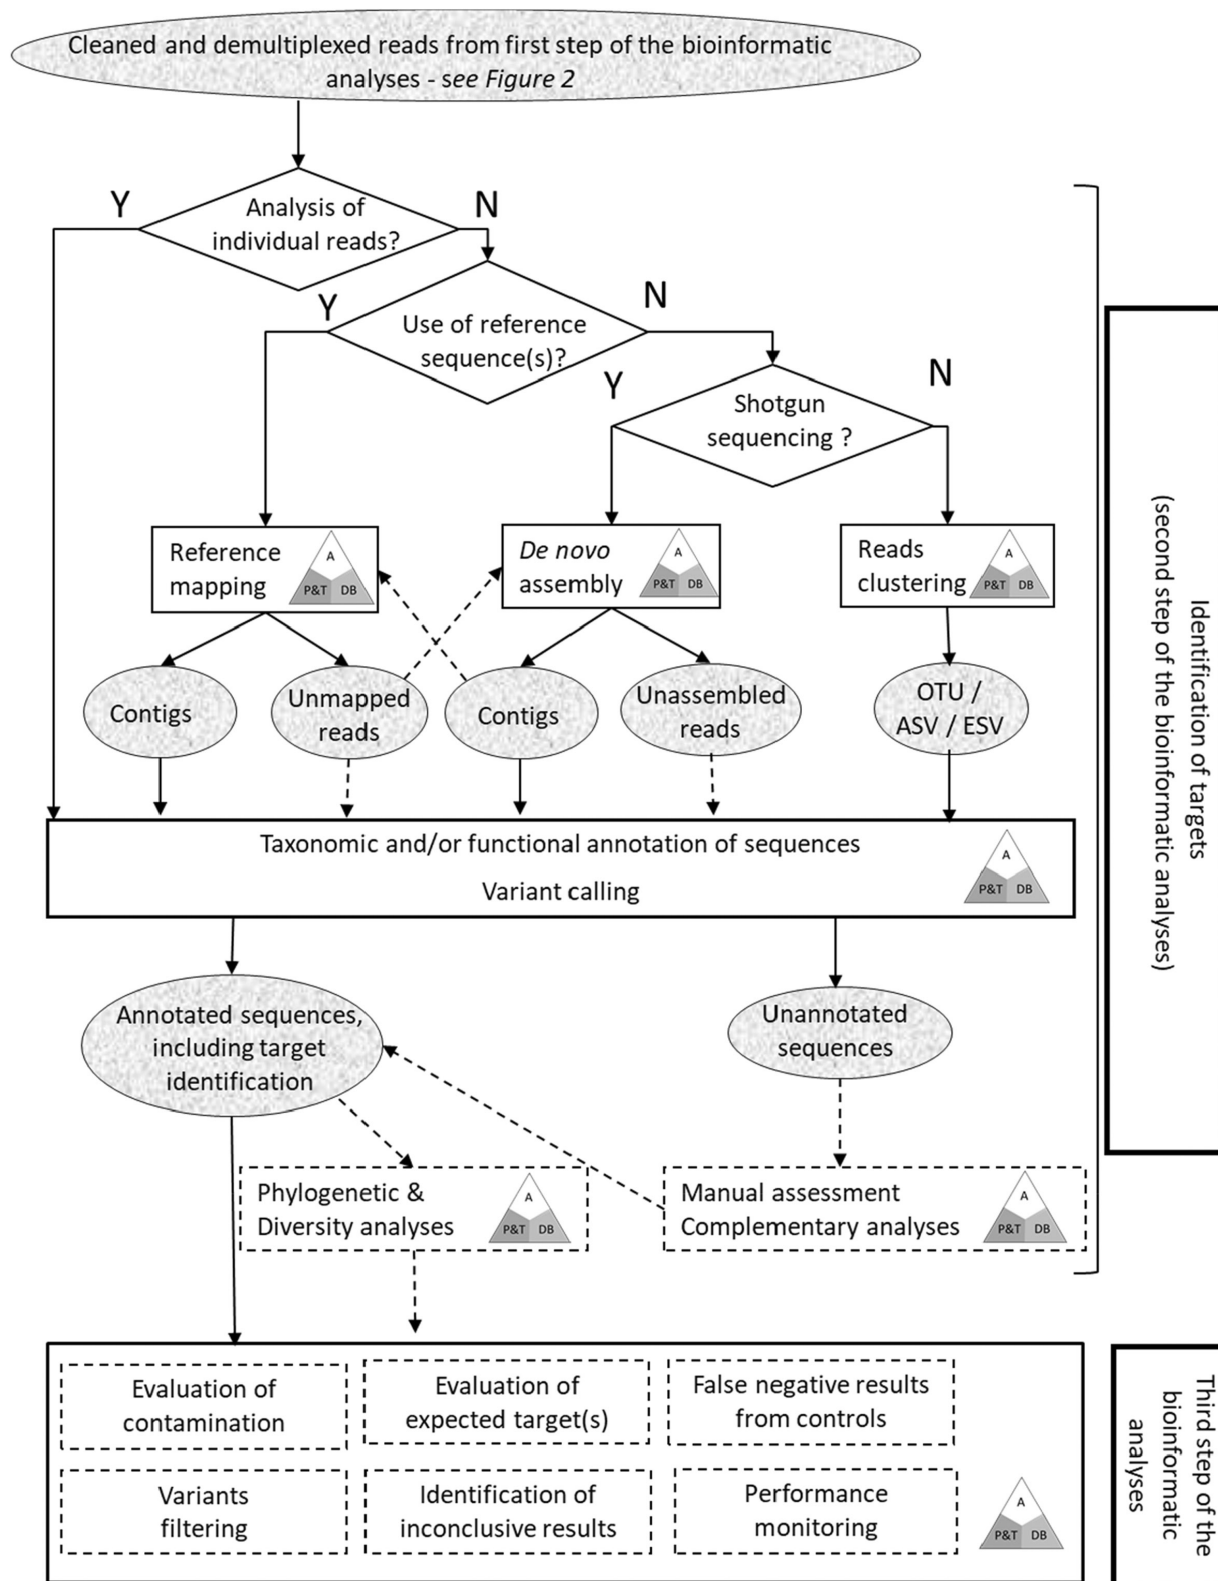 Cleaned and demultiplexed reads from first step of the bioinformatic
analyses - see Figure 2
Y
N
Analysis of
individual reads?
Y
N
Use of reference
sequence(s)?
Y
N
Shotgun
sequencing ?
Reference
mapping
A
P&T
DB
De novo
assembly
A
P&T
DB
Reads
clustering
A
P&T
DB
Contigs
Unmapped
reads
Contigs
Unassembled
reads
OTU /
ASV / ESV
Taxonomic and/or functional annotation of sequences
Variant calling
A
P&T
DB
Annotated sequences,
including target
identification
Unannotated
sequences
Phylogenetic &
Diversity analyses
A
P&T
DB
Manual assessment
Complementary analyses
A
P&T
DB
Identification of targets
(second step of the bioinformatic analyses)
Evaluation of
contamination
Evaluation of
expected target(s)
False negative results
from controls
Variants
filtering
Identification of
inconclusive results
Performance
monitoring
A
P&T
DB
Third step of the
bioinformatic
analyses